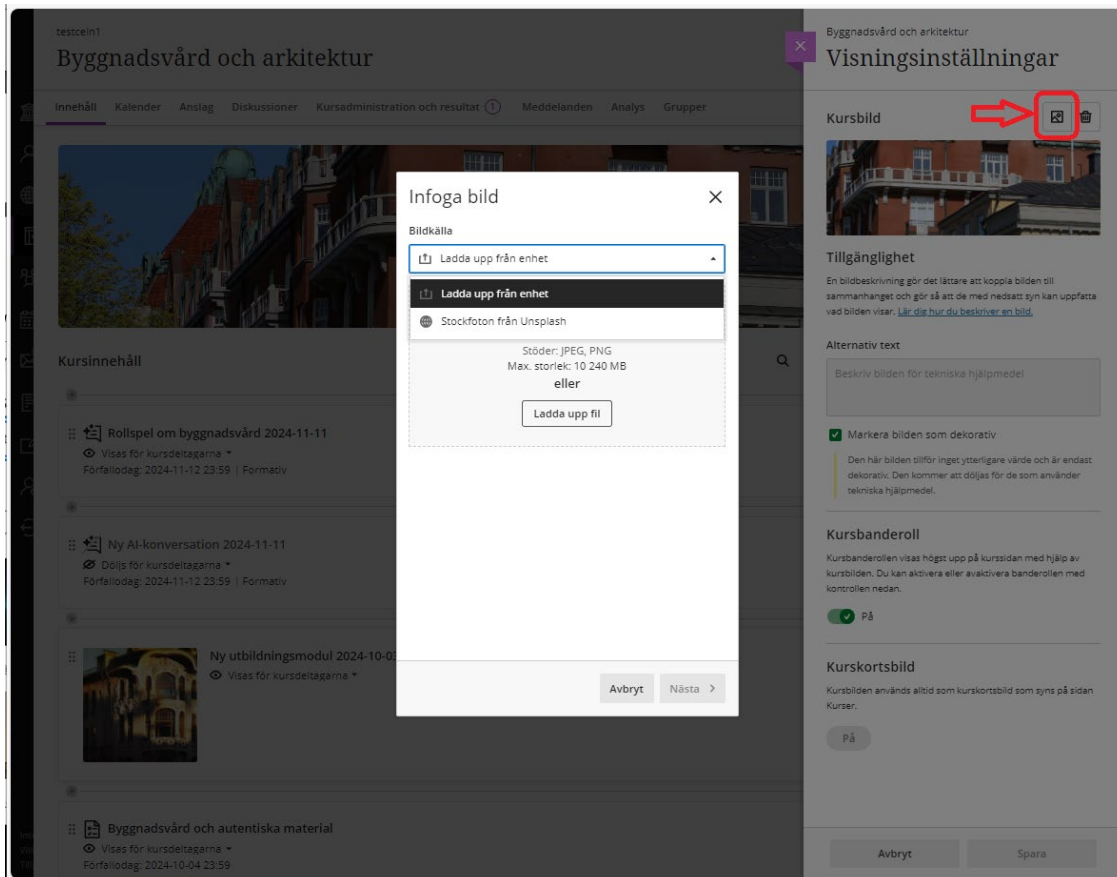 testceln1
Byggnadsvård och arkitektur
Innehåll Kalender Anslag Diskussioner Kursadministration och resultat 1 Meddelanden Analys Grupper
Kursinnehåll
Rollspel om byggnadsvård 2024-11-11
Visas för kursdeltagarna
Förfallodag: 2024-11-12 23:59 | Formativ
Ny AI-konversation 2024-11-11
Döljs för kursdeltagarna
Förfallodag: 2024-11-12 23:59 | Formativ
Ny utbildningsmodul 2024-10-03
Visas för kursdeltagarna
Byggnadsvård och autentiska material
Visas för kursdeltagarna
Förfallodag: 2024-10-04 23:59
Infoga bild
Bildkälla
Ladda upp från enhet
Ladda upp från enhet
Stockfoton från Unsplash
Stöder: JPEG, PNG
Max. storlek: 10 240 MB
eller
Ladda upp fil
Avbryt Nästa
Byggnadsvård och arkitektur
Visningsinställningar
Kursbild
Tillgänglighet
En bildbeskrivning gör det lättare att koppla bilden till
sammanhanget och gör så att de med nedsatt syn kan uppfatta
vad bilden visar. Lär dig hur du beskriver en bild.
Alternativ text
Beskriv bilden för tekniska hjälpmedel
Markera bilden som dekorativ
Den här bilden tillför inget ytterligare värde och är endast
dekorativ. Den kommer att döljas för de som använder
tekniska hjälpmedel.
Kursbanderoll
Kursbanderollen visas högst upp på kurssidan med hjälp av
kursbilden. Du kan aktivera eller avaktivera banderollen med
kontrollen nedan.
På
Kurskortsbild
Kursbilden används alltid som kurskortsbild som syns på sidan
Kurser.
På
Avbryt Spara